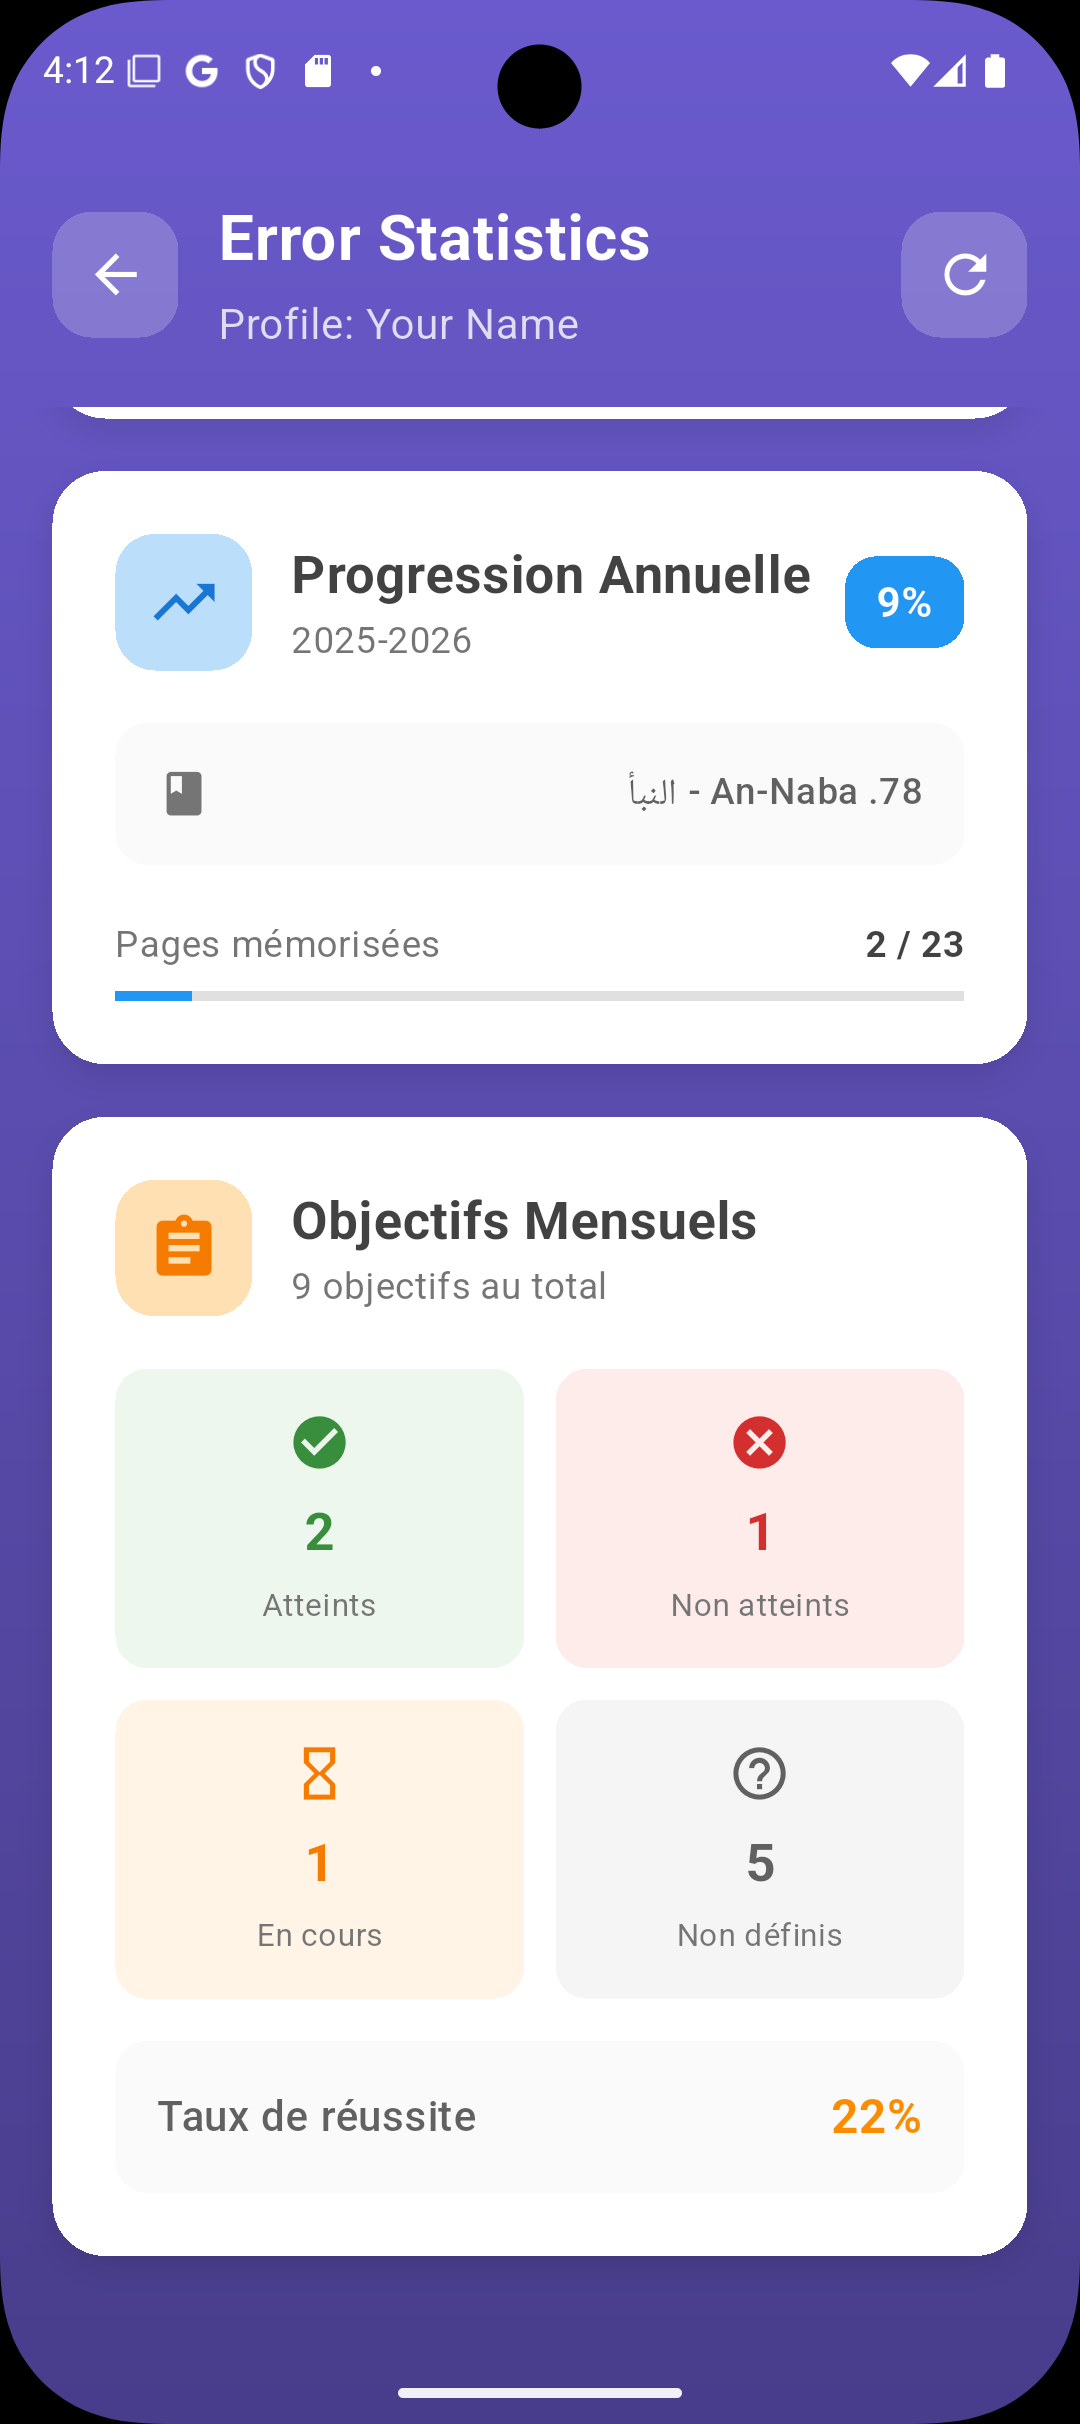 4:12
Error Statistics
Profile: Your Name
Progression Annuelle
2025-2026
9%
78. An-Naba - النبأ
Pages mémorisées
2 / 23
Objectifs Mensuels
9 objectifs au total
2
Atteints
1
Non atteints
1
En cours
5
Non définis
Taux de réussite
22%